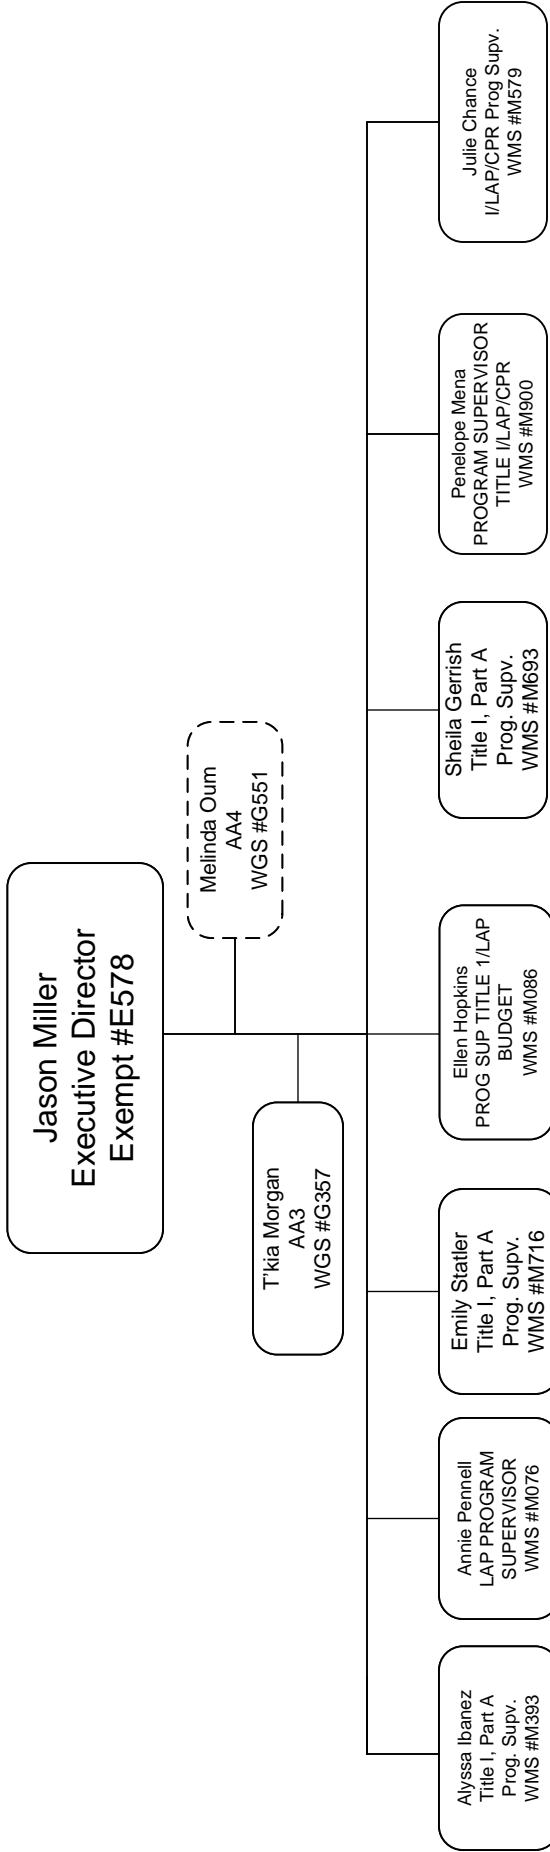 Jason Miller
Executive Director
Exempt #E578
Melinda Oum
AA4
WGS #G551
T'kia Morgan
AA3
WGS #G357
Alyssa Ibanez
Title I, Part A
Prog. Supv.
WMS #M393
Annie Pennell
LAP PROGRAM
SUPERVISOR
WMS #M076
Emily Statler
Title I, Part A
Prog. Supv.
WMS #M716
Ellen Hopkins
PROG SUP TITLE 1/LAP
BUDGET
WMS #M086
Sheila Gerrish
Title I, Part A
Prog. Supv.
WMS #M693
Penelope Mena
PROGRAM SUPERVISOR
TITLE I/LAP/CPR
WMS #M900
Julie Chance
I/LAP/CPR Prog Supv.
WMS #M579